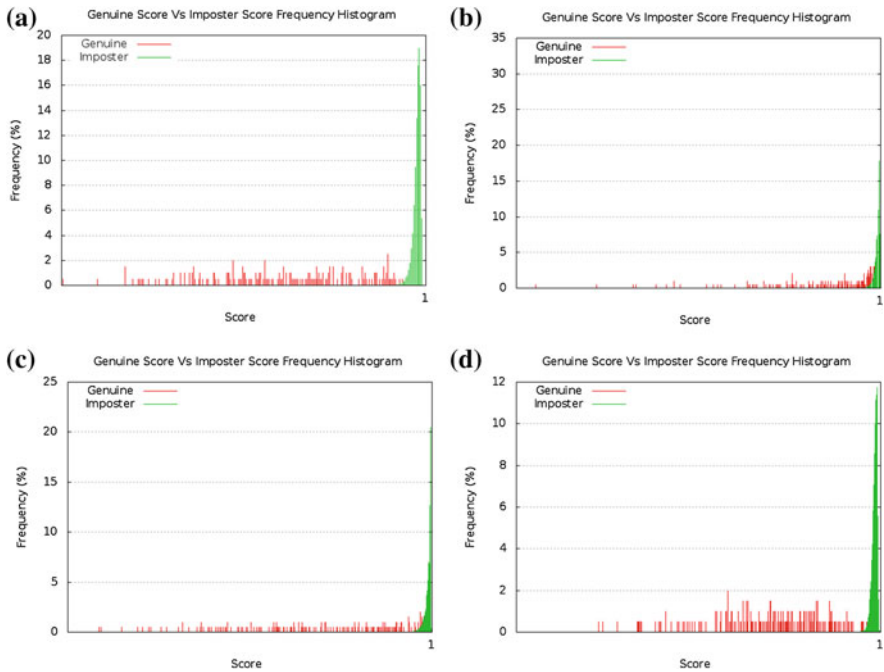 (a)
Genuine Score Vs Imposter Score Frequency Histogram
Genuine
Imposter
20
18
16
14
12
10
8
6
4
2
0
Frequency (%)
1
Score
(b)
Genuine Score Vs Imposter Score Frequency Histogram
Genuine
Imposter
35
30
25
20
15
10
5
0
Frequency (%)
1
Score
(c)
Genuine Score Vs Imposter Score Frequency Histogram
Genuine
Imposter
25
20
15
10
5
0
Frequency (%)
1
Score
(d)
Genuine Score Vs Imposter Score Frequency Histogram
Genuine
Imposter
12
10
8
6
4
2
0
Frequency (%)
1
Score